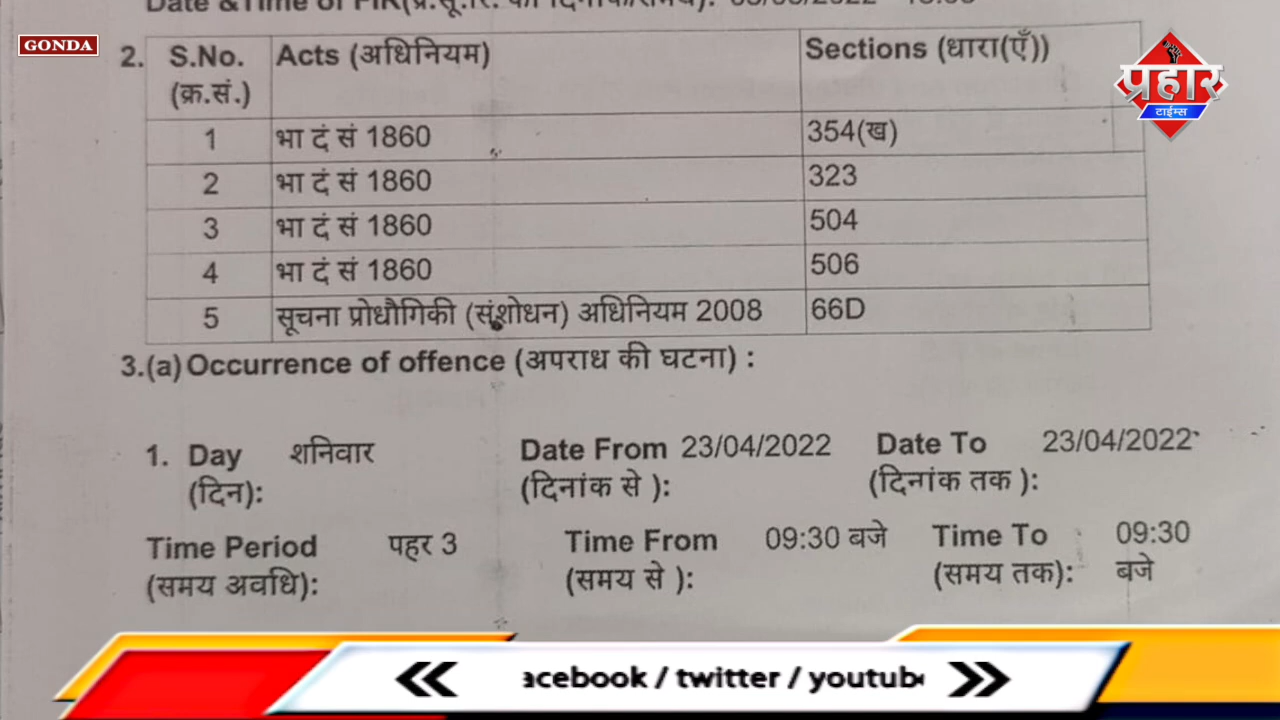 GONDA
प्रहार
टाईम्स
2. S.No. Acts (अधिनियम) Sections (धारा(एँ))
(क्र.सं.)
1 भा दं सं 1860 354(ख)
2 भा दं सं 1860 323
3 भा दं सं 1860 504
4 भा दं सं 1860 506
5 सूचना प्रोधौगिकी (संशोधन) अधिनियम 2008 66D
3.(a) Occurrence of offence (अपराध की घटना) :
1. Day शनिवार Date From 23/04/2022 Date To 23/04/2022
(दिन): (दिनांक से ): (दिनांक तक ):
Time Period पहर 3 Time From 09:30 बजे Time To 09:30
(समय अवधि): (समय से ): (समय तक): बजे
acebook / twitter / youtub